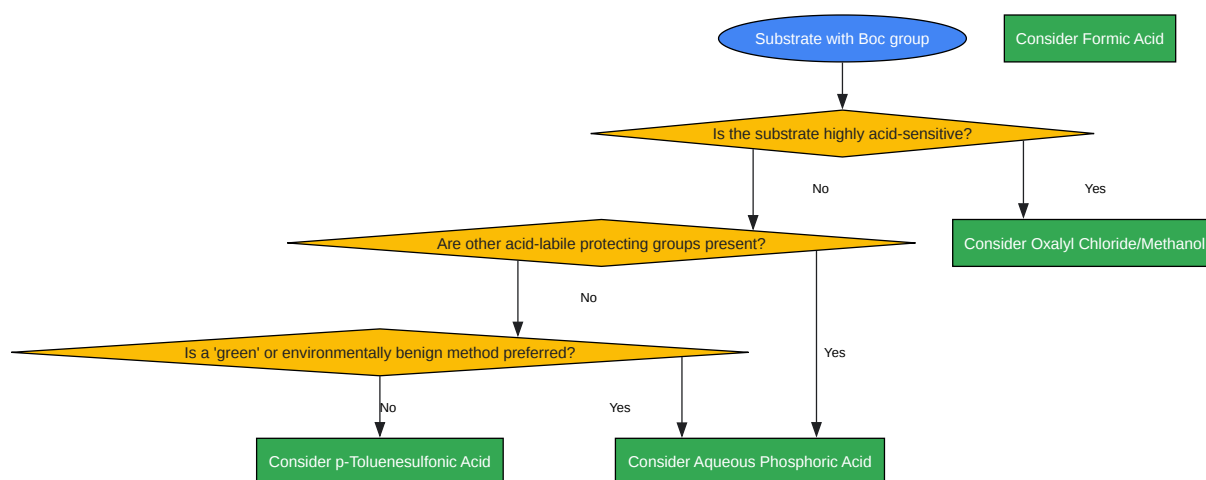 Substrate with Boc group
Consider Formic Acid
Is the substrate highly acid-sensitive?
No
Yes
Are other acid-labile protecting groups present?
Consider Oxalyl Chloride/Methanol
No
Is a 'green' or environmentally benign method preferred?
Yes
No
Yes
Consider p-Toluenesulfonic Acid
Consider Aqueous Phosphoric Acid